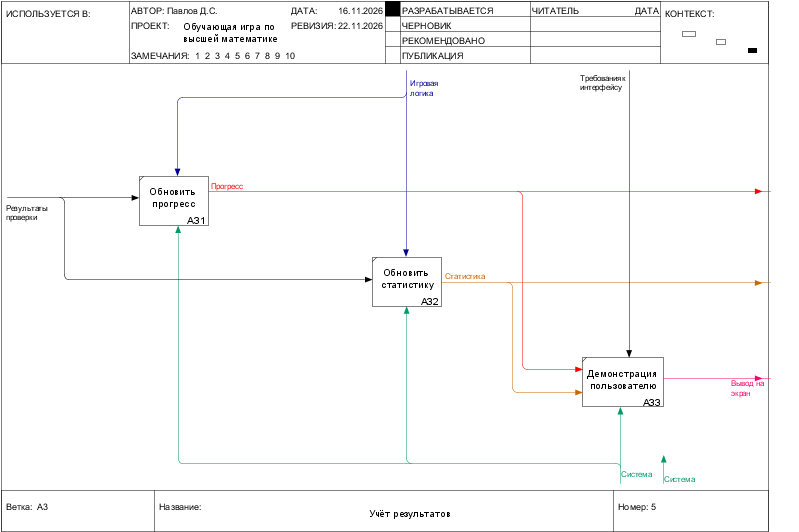 ИСПОЛЬЗУЕТСЯ В:
АВТОР: Павлов Д.С.
ДАТА: 16.11.2026
РАЗРАБАТЫВАЕТСЯ
ЧИТАТЕЛЬ
ДАТА
КОНТЕКСТ:
ПРОЕКТ: Обучающая игра по
высшей математике
РЕВИЗИЯ: 22.11.2026
ЧЕРНОВИК
РЕКОМЕНДОВАНО
ЗАМЕЧАНИЯ: 1 2 3 4 5 6 7 8 9 10
ПУБЛИКАЦИЯ
Игровая
логика
Требования к
интерфейсу
Результаты
проверки
Обновить
прогресс
А31
Прогресс
Обновить
статистику
А32
Статистика
Демонстрация
пользователю
А33
Вывод на
экран
Система
Система
Ветка: А3
Название:
Учёт результатов
Номер: 5